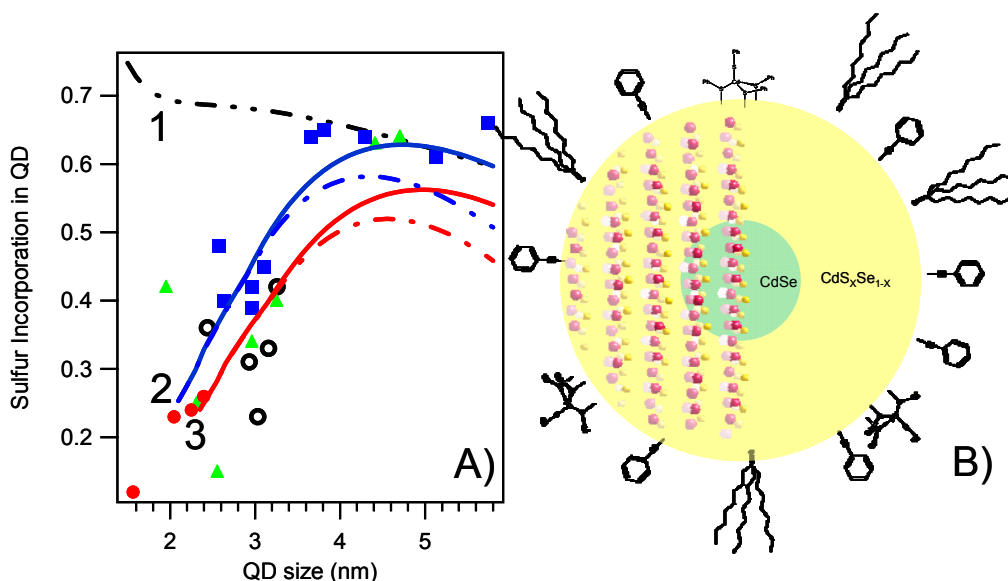 Sulfur Incorporation in QD
0.7
0.6
0.5
0.4
0.3
0.2
1
2
3
A)
2
3
4
5
QD size (nm)
CdSe
CdSxSe1-x
B)